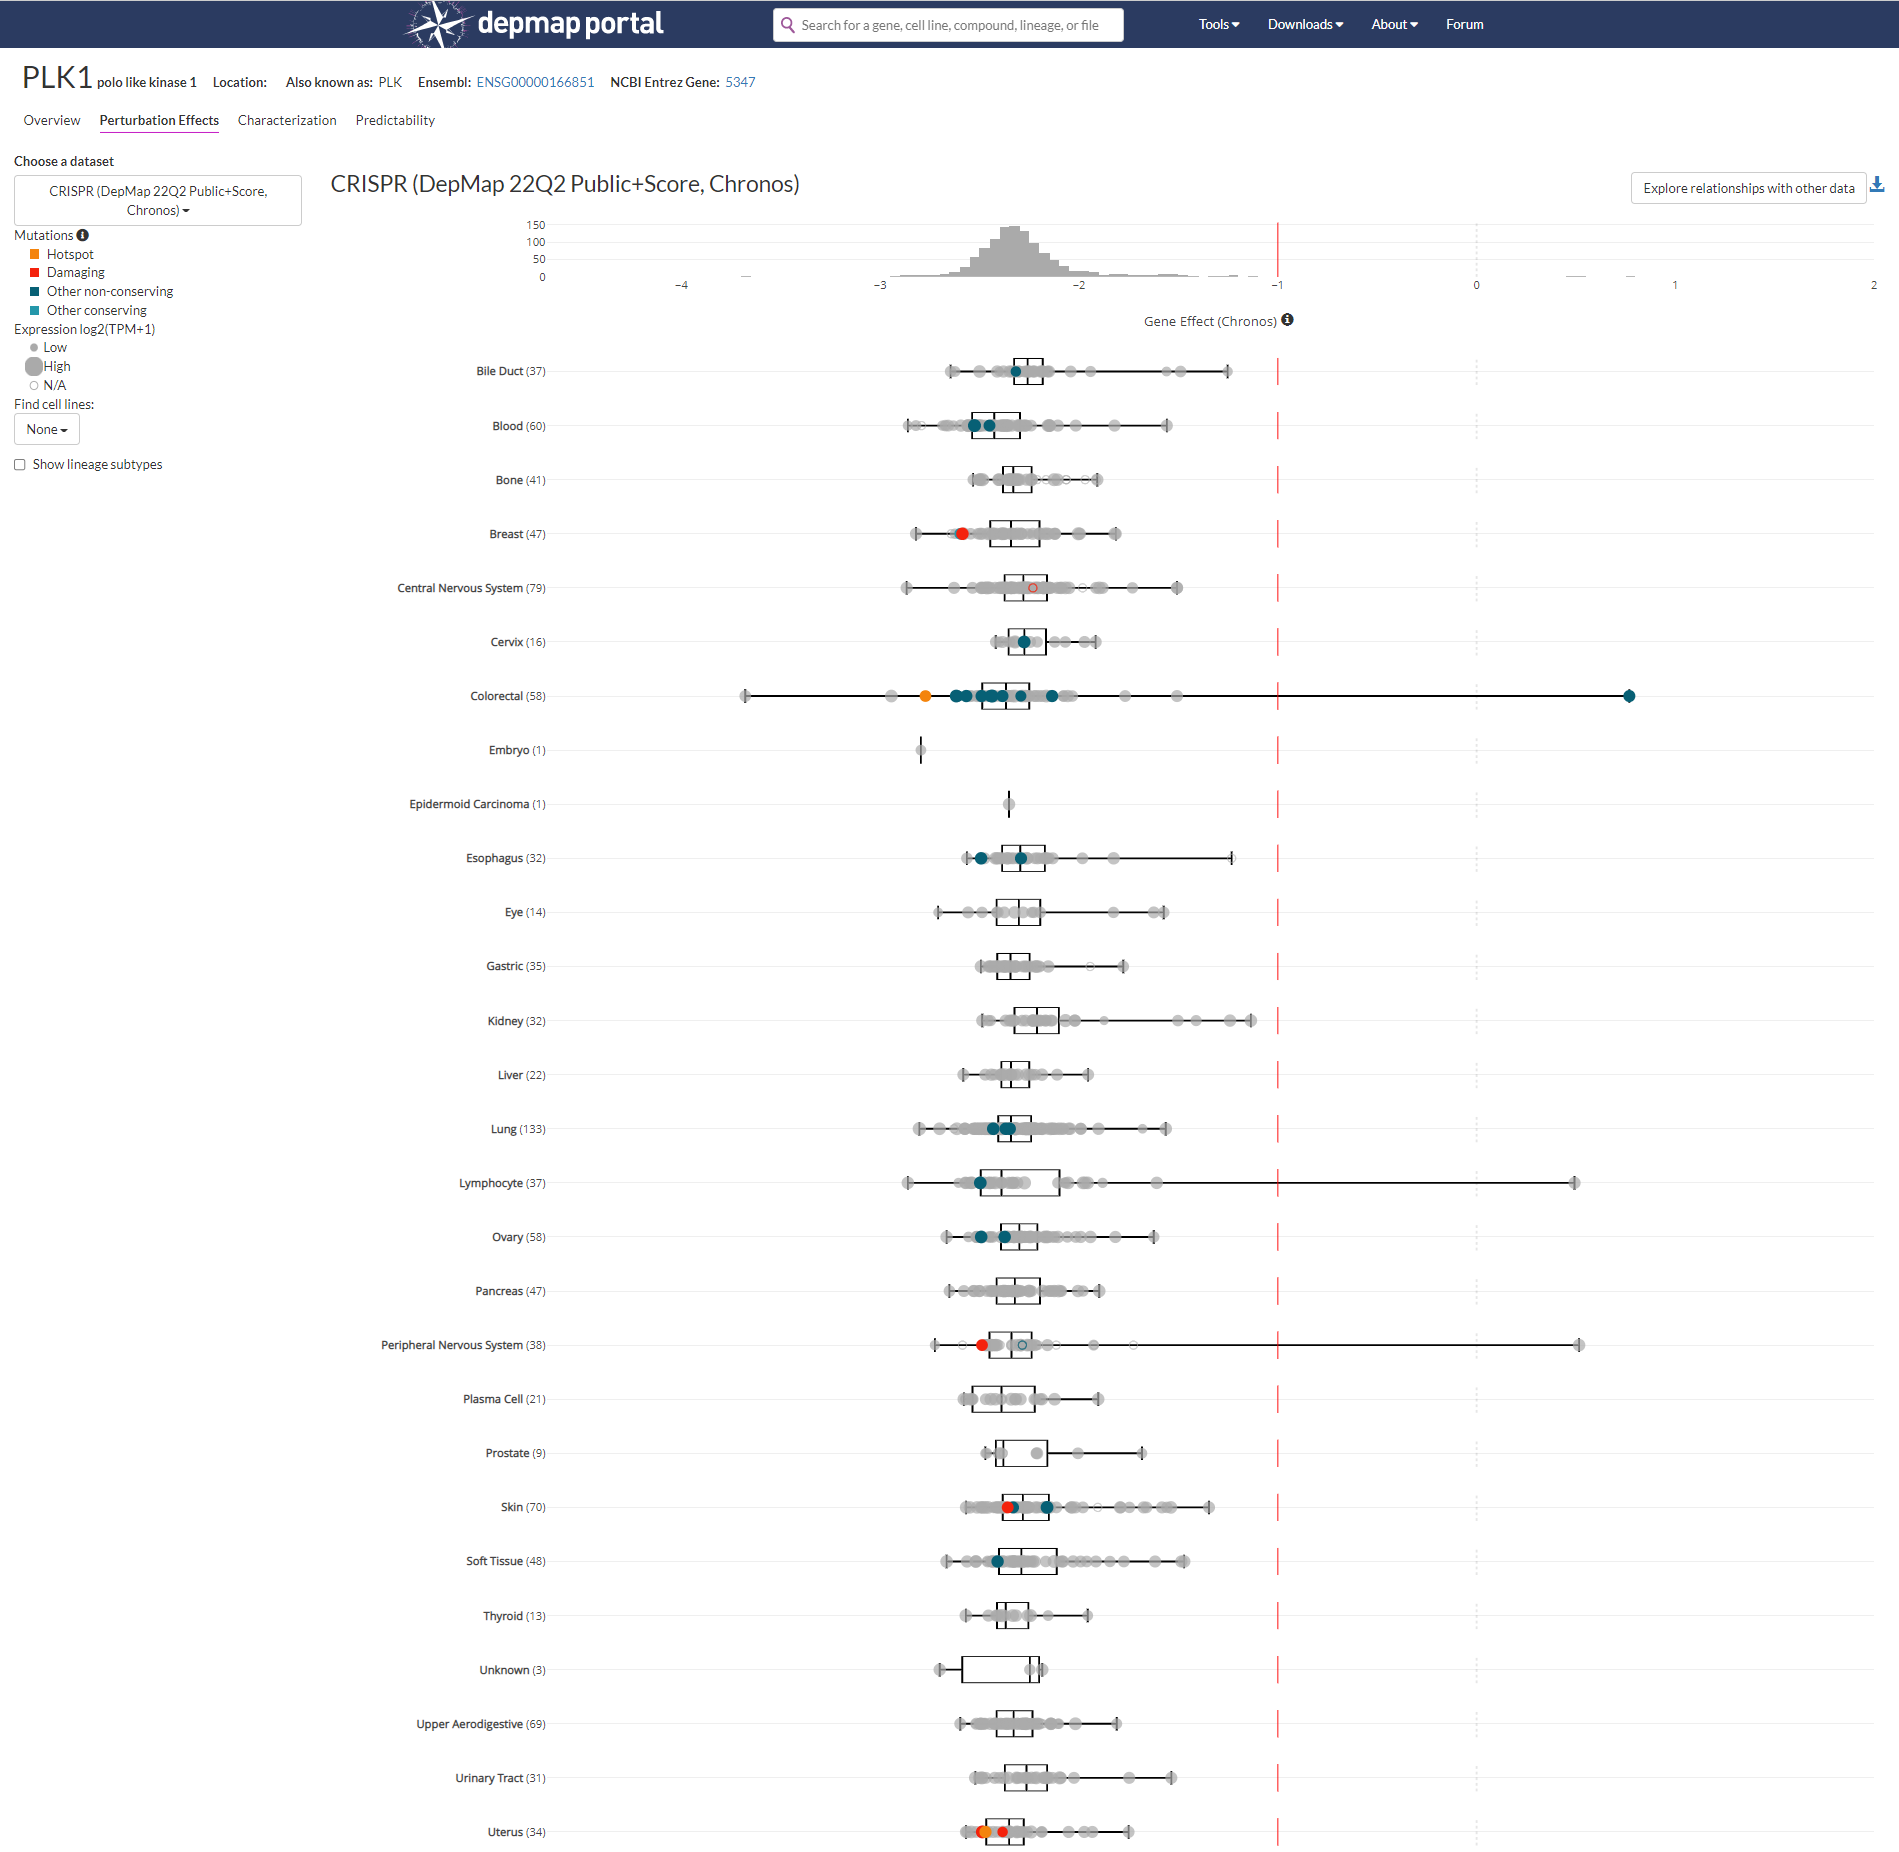 depmap portal
Search for a gene, cell line, compound, lineage, or file
Tools
Downloads
About
Forum
PLK1 polo like kinase 1 Location: Also known as: PLK Ensembl: ENSG00000166851 NCBI Entrez Gene: 5347
Overview Perturbation Effects Characterization Predictability
Choose a dataset
CRISPR (DepMap 22Q2 Public+Score,
Chronos)
Mutations
Hotspot
Damaging
Other non-conserving
Other conserving
Expression log2(TPM+1)
Low
High
N/A
Find cell lines:
None
Show lineage subtypes
CRISPR (DepMap 22Q2 Public+Score, Chronos)
Explore relationships with other data
150
100
50
0
−4 −3 −2 −1 0 1 2
Gene Effect (Chronos)
Bile Duct (37)
Blood (60)
Bone (41)
Breast (47)
Central Nervous System (79)
Cervix (16)
Colorectal (58)
Embryo (1)
Epidermoid Carcinoma (1)
Esophagus (32)
Eye (14)
Gastric (35)
Kidney (32)
Liver (22)
Lung (133)
Lymphocyte (37)
Ovary (58)
Pancreas (47)
Peripheral Nervous System (38)
Plasma Cell (21)
Prostate (9)
Skin (70)
Soft Tissue (48)
Thyroid (13)
Unknown (3)
Upper Aerodigestive (69)
Urinary Tract (31)
Uterus (34)